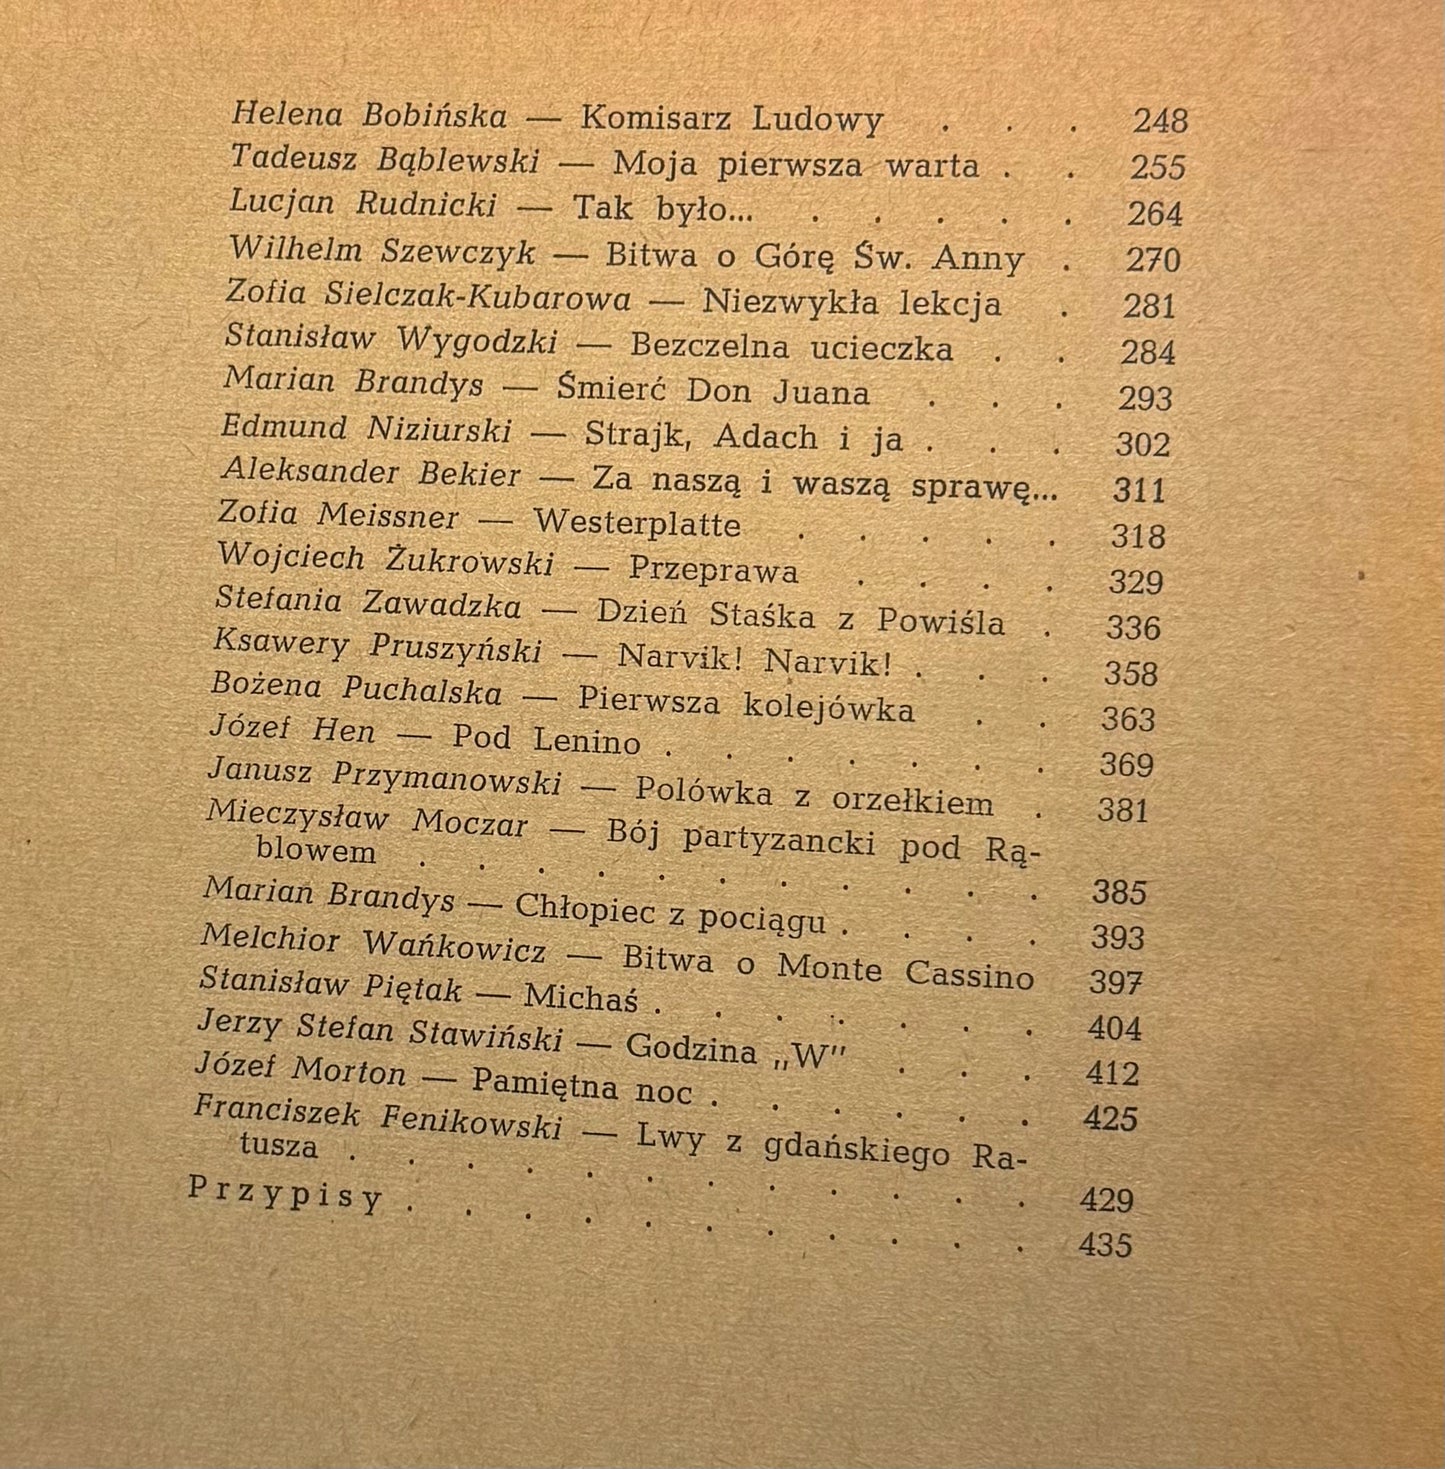 Helena Bobińska — Komisarz Ludowy . . . 248
Tadeusz Bąblewski — Moja pierwsza warta . . 255
Lucjan Rudnicki — Tak było... . . . . . 264
Wilhelm Szewczyk — Bitwa o Górę Św. Anny . 270
Zofia Sielczak-Kubarowa — Niezwykła lekcja . 281
Stanisław Wygodzki — Bezczelna ucieczka . . 284
Marian Brandys — Śmierć Don Juana . . . 293
Edmund Niziurski — Strajk, Adach i ja . . . 302
Aleksander Bekier — Za naszą i waszą sprawę... 311
Zofia Meissner — Westerplatte . . . . . 318
Wojciech Żukrowski — Przeprawa . . . . 329
Stefania Zawadzka — Dzień Staśka z Powiśla . 336
Ksawery Pruszyński — Narvik! Narvik! . . . 358
Bożena Puchalska — Pierwsza kolejówka . . 363
Józef Hen — Pod Lenino . . . . . . . 369
Janusz Przymanowski — Polówka z orzełkiem . 381
Mieczysław Moczar — Bój partyzancki pod Rą-
blowem . . . . . . . . . . . 385
Marian Brandys — Chłopiec z pociągu . . . . 393
Melchior Wańkowicz — Bitwa o Monte Cassino 397
Stanisław Piętak — Michaś . . . . . . . 404
Jerzy Stefan Stawiński — Godzina „W" . . . 412
Józef Morton — Pamiętna noc . . . . . . 425
Franciszek Fenikowski — Lwy z gdańskiego Ra-
tusza . . . . . . . . . . . . 429
Przypisy . . . . . . . . . . . 435